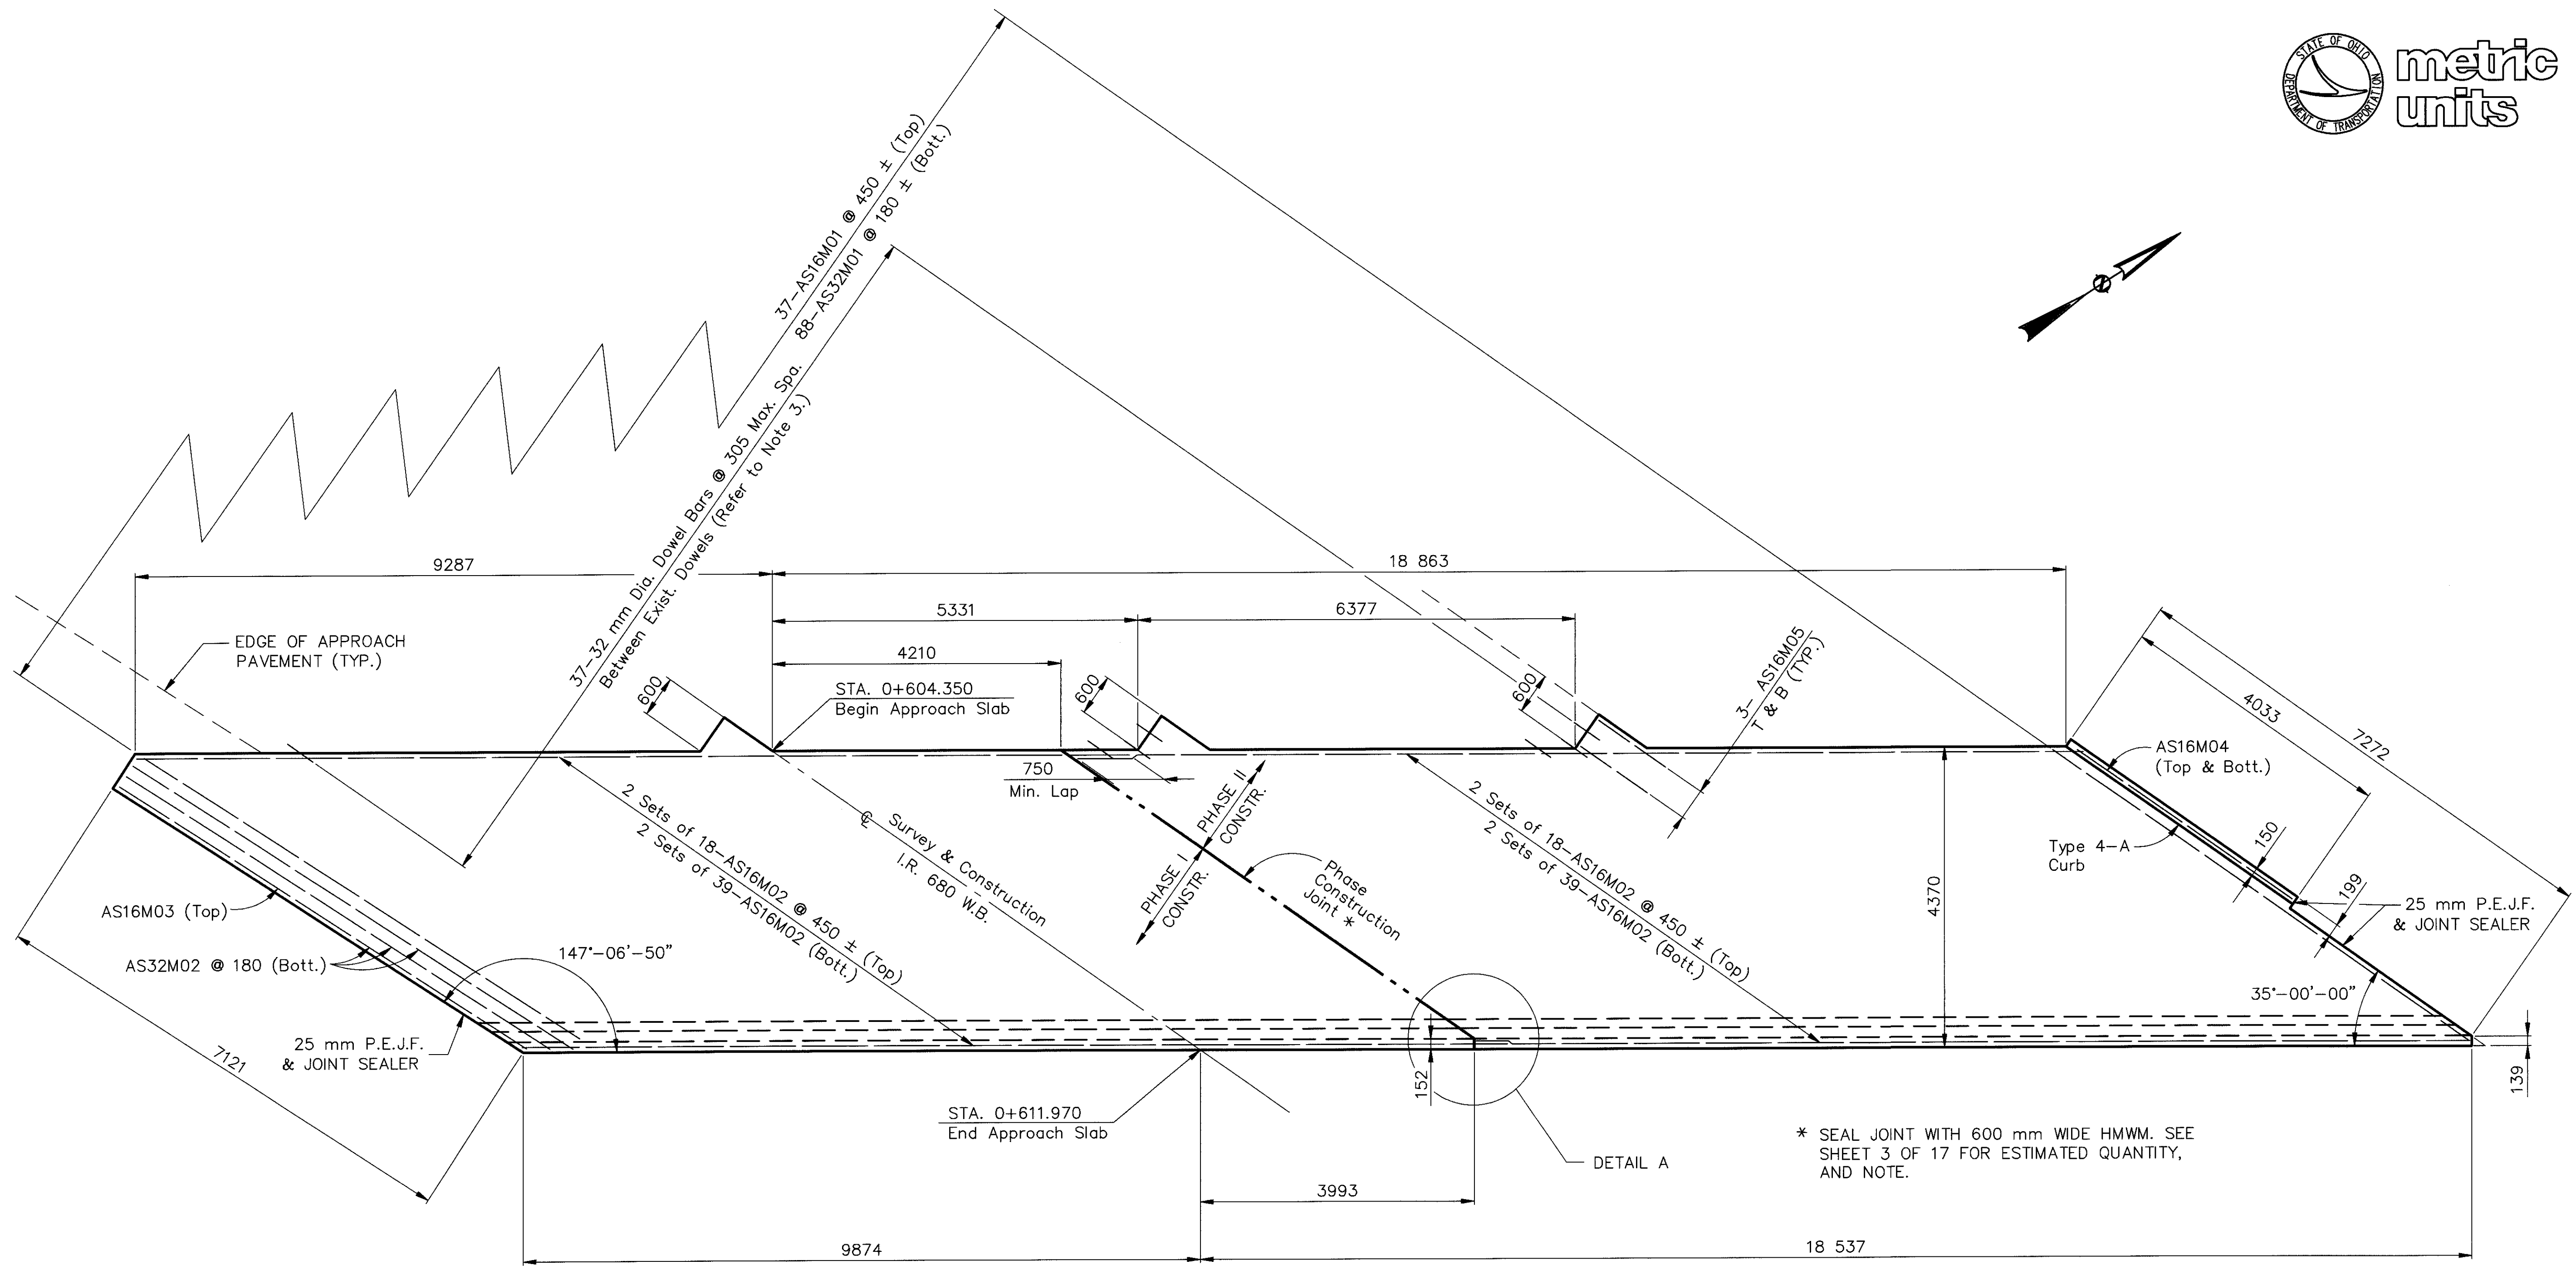 STATE OF OHIO
DEPARTMENT OF TRANSPORTATION
metric
units
37-AS16M01 @ 450 ± (Top)
88-AS32M01 @ 180 ± (Bott.)
37-32 mm Dia. Dowel Bars @ 305 Max. Spa.
Between Exist. Dowels (Refer to Note 3.)
9287
18 863
5331
6377
4210
EDGE OF APPROACH
PAVEMENT (TYP.)
600
600
600
STA. 0+604.350
Begin Approach Slab
3- AS16M05
T & B (TYP.)
4033
7272
AS16M04
(Top & Bott.)
750
Min. Lap
Type 4-A
Curb
150
199
25 mm P.E.J.F.
& JOINT SEALER
2 Sets of 18-AS16M02 @ 450 ± (Top)
2 Sets of 39-AS16M02 (Bott.)
℄ Survey & Construction
I.R. 680 W.B.
PHASE II
CONSTR.
PHASE I
CONSTR.
Phase
Construction
Joint *
2 Sets of 18-AS16M02 @ 450 ± (Top)
2 Sets of 39-AS16M02 (Bott.)
4370
AS16M03 (Top)
AS32M02 @ 180 (Bott.)
147°-06'-50"
35°-00'-00"
25 mm P.E.J.F.
& JOINT SEALER
7121
152
139
STA. 0+611.970
End Approach Slab
DETAIL A
* SEAL JOINT WITH 600 mm WIDE HMWM. SEE
SHEET 3 OF 17 FOR ESTIMATED QUANTITY,
AND NOTE.
3993
9874
18 537